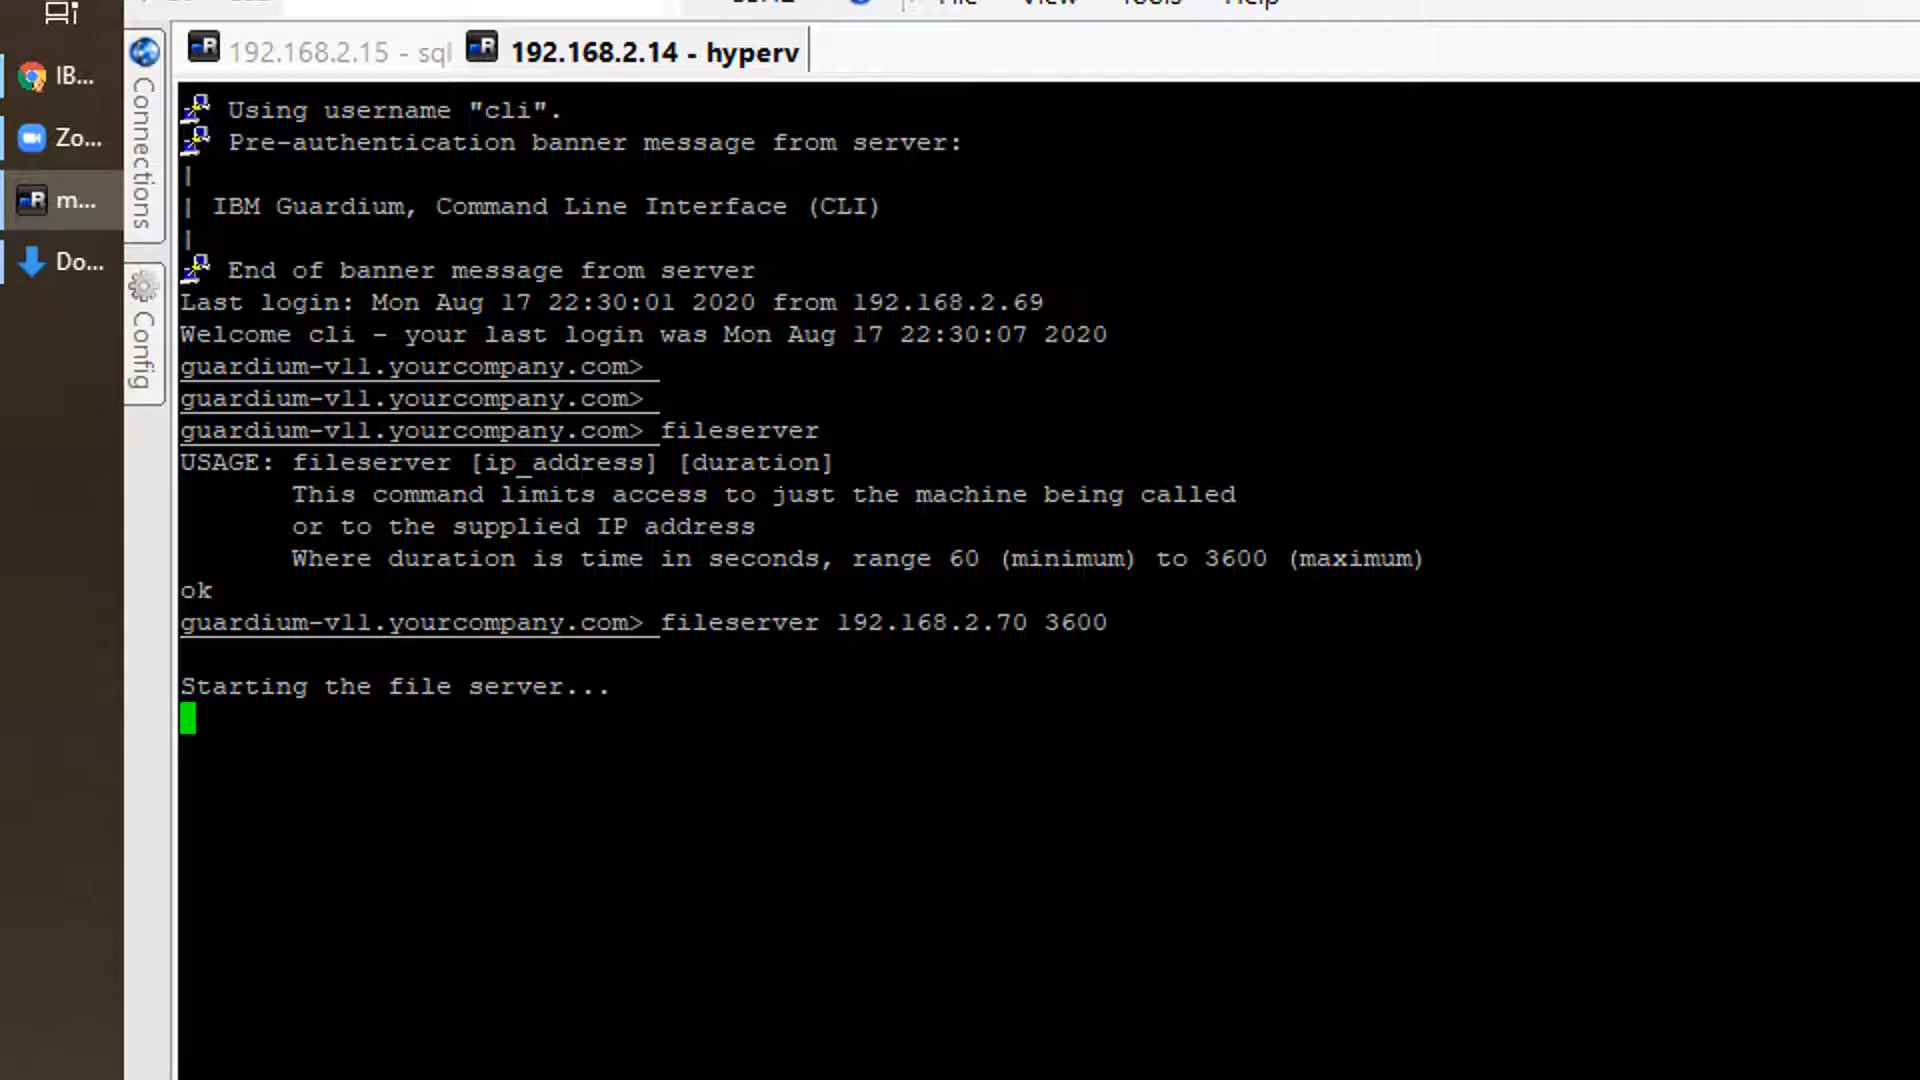 File View Tools Help
192.168.2.15 - sql 192.168.2.14 - hyperv
IB...
Zo...
m...
Do...
Connections
Config
Using username "cli".
Pre-authentication banner message from server:
|
| IBM Guardium, Command Line Interface (CLI)
|
End of banner message from server
Last login: Mon Aug 17 22:30:01 2020 from 192.168.2.69
Welcome cli - your last login was Mon Aug 17 22:30:07 2020
guardium-v11.yourcompany.com>
guardium-v11.yourcompany.com>
guardium-v11.yourcompany.com> fileserver
USAGE: fileserver [ip_address] [duration]
This command limits access to just the machine being called
or to the supplied IP address
Where duration is time in seconds, range 60 (minimum) to 3600 (maximum)
ok
guardium-v11.yourcompany.com> fileserver 192.168.2.70 3600
Starting the file server...